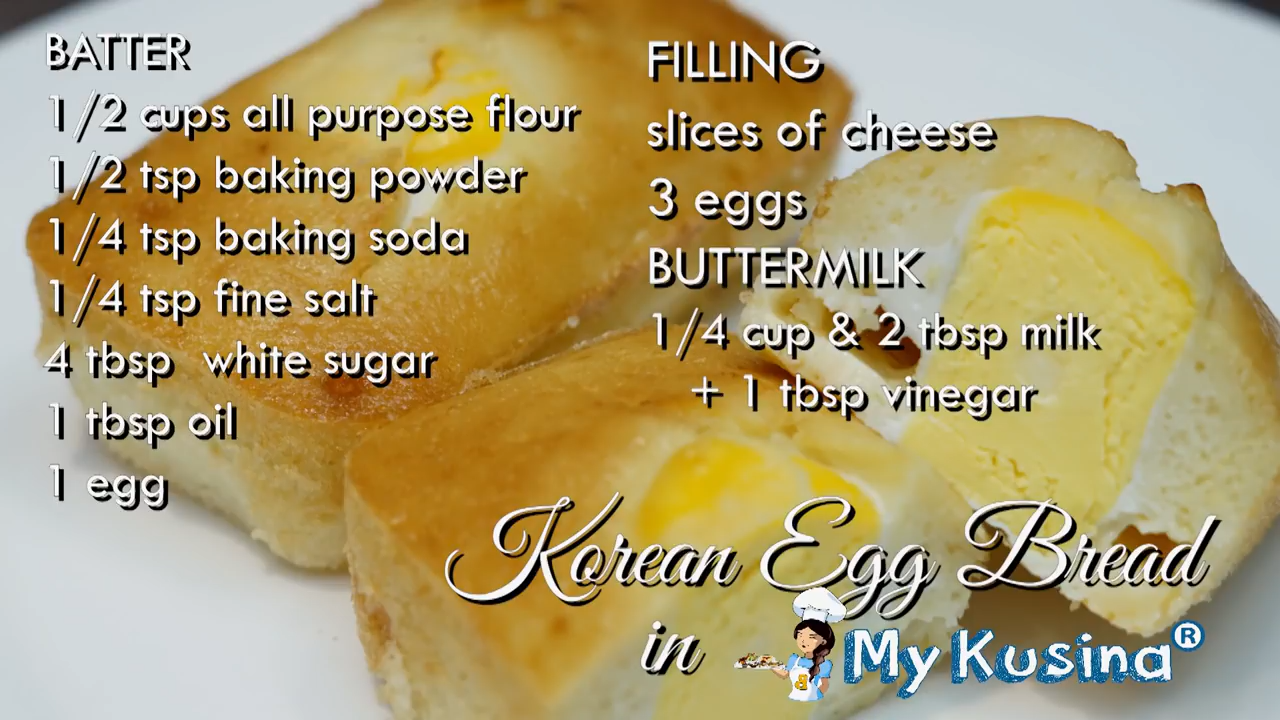 BATTER
1/2 cups all purpose flour
1/2 tsp baking powder
1/4 tsp baking soda
1/4 tsp fine salt
4 tbsp white sugar
1 tbsp oil
1 egg
FILLING
slices of cheese
3 eggs
BUTTERMILK
1/4 cup & 2 tbsp milk
+ 1 tbsp vinegar
Korean Egg Bread
in My Kusina®